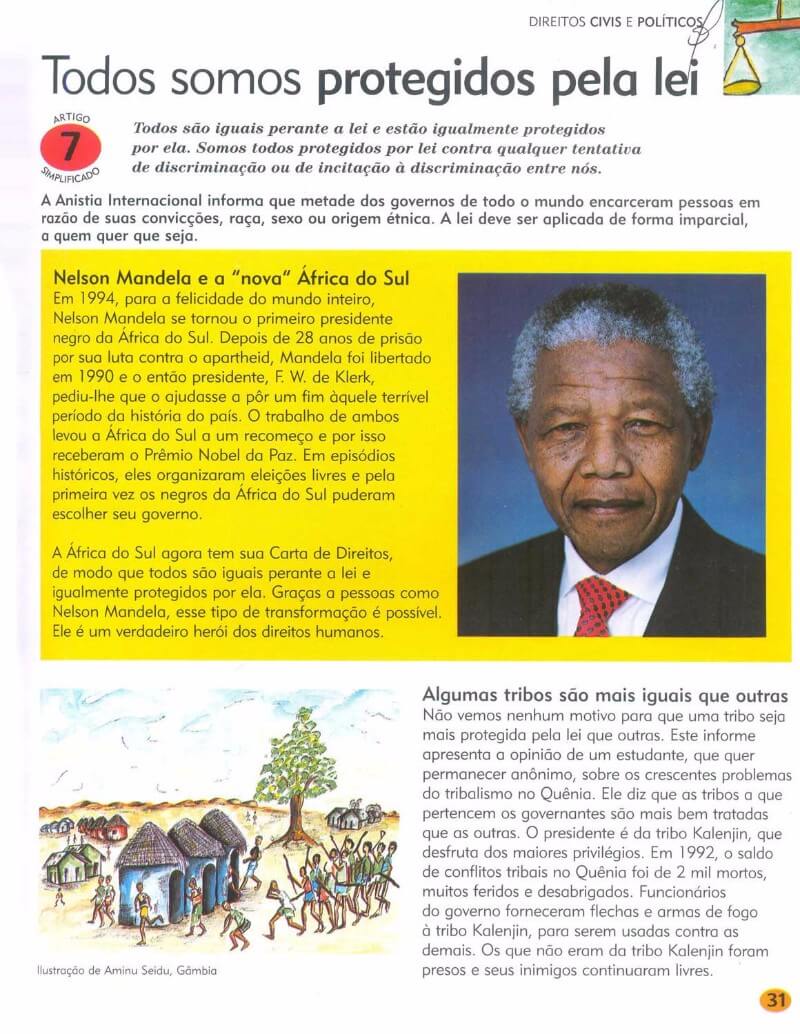 DIREITOS CIVIS E POLÍTICOS
Todos somos protegidos pela lei
ARTIGO
7
SIMPLIFICADO
Todos são iguais perante a lei e estão igualmente protegidos
por ela. Somos todos protegidos por lei contra qualquer tentativa
de discriminação ou de incitação à discriminação entre nós.
A Anistia Internacional informa que metade dos governos de todo o mundo encarceram pessoas em
razão de suas convicções, raça, sexo ou origem étnica. A lei deve ser aplicada de forma imparcial,
a quem quer que seja.
Nelson Mandela e a “nova“ África do Sul
Em 1994, para a felicidade do mundo inteiro,
Nelson Mandela se tornou o primeiro presidente
negro da África do Sul. Depois de 28 anos de prisão
por sua luta contra o apartheid, Mandela foi libertado
em 1990 e o então presidente, F. W. de Klerk,
pediu-lhe que o ajudasse a pôr um fim àquele terrível
período da história do país. O trabalho de ambos
levou a África do Sul a um recomeço e por isso
receberam o Prêmio Nobel da Paz. Em episódios
históricos, eles organizaram eleições livres e pela
primeira vez os negros da África do Sul puderam
escolher seu governo.
A África do Sul agora tem sua Carta de Direitos,
de modo que todos são iguais perante a lei e
igualmente protegidos por ela. Graças a pessoas como
Nelson Mandela, esse tipo de transformação é possível.
Ele é um verdadeiro herói dos direitos humanos.
Ilustração de Aminu Seidu, Gâmbia
Algumas tribos são mais iguais que outras
Não vemos nenhum motivo para que uma tribo seja
mais protegida pela lei que outras. Este informe
apresenta a opinião de um estudante, que quer
permanecer anônimo, sobre os crescentes problemas
do tribalismo no Quênia. Ele diz que as tribos a que
pertencem os governantes são mais bem tratadas
que as outras. O presidente é da tribo Kalenjin, que
desfruta dos maiores privilégios. Em 1992, o saldo
de conflitos tribais no Quênia foi de 2 mil mortos,
muitos feridos e desabrigados. Funcionários
do governo forneceram flechas e armas de fogo
à tribo Kalenjin, para serem usadas contra as
demais. Os que não eram da tribo Kalenjin foram
presos e seus inimigos continuaram livres.
31